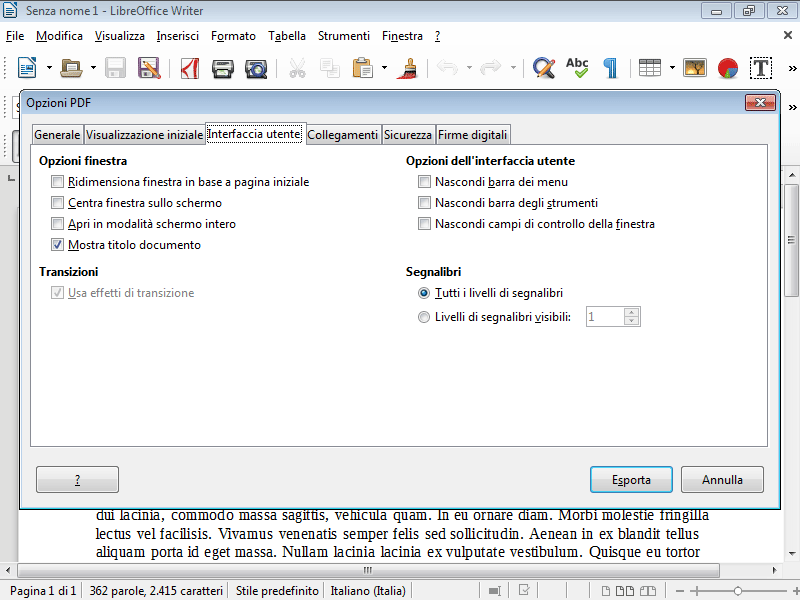 Senza nome 1 - LibreOffice Writer
File Modifica Visualizza Inserisci Formato Tabella Strumenti Finestra ?
Abc
T
Opzioni PDF
Generale Visualizzazione iniziale Interfaccia utente Collegamenti Sicurezza Firme digitali
Opzioni finestra
Ridimensiona finestra in base a pagina iniziale
Centra finestra sullo schermo
Apri in modalità schermo intero
Mostra titolo documento
Transizioni
Usa effetti di transizione
Opzioni dell'interfaccia utente
Nascondi barra dei menu
Nascondi barra degli strumenti
Nascondi campi di controllo della finestra
Segnalibri
Tutti i livelli di segnalibri
Livelli di segnalibri visibili: 1
? Esporta Annulla
dui lacinia, commodo massa sagittis, vehicula quam. In eu ornare diam. Morbi molestie fringilla
lectus vel facilisis. Vivamus venenatis semper felis sed sollicitudin. Aenean in ex blandit tellus
aliquam porta id eget massa. Nullam lacinia lacinia ex vulputate vestibulum. Quisque eu tortor
Pagina 1 di 1 362 parole, 2.415 caratteri Stile predefinito Italiano (Italia)